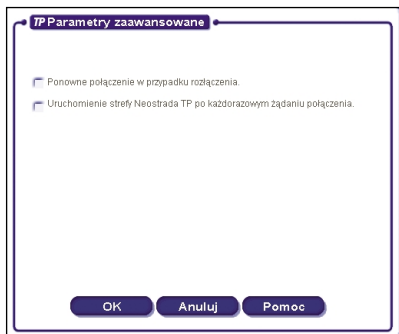 TP Parametry zaawansowane
Ponowne połączenie w przypadku rozłączenia.
Uruchomienie strefy Neostrada TP po każdorazowym żądaniu połączenia.
OK Anuluj Pomoc